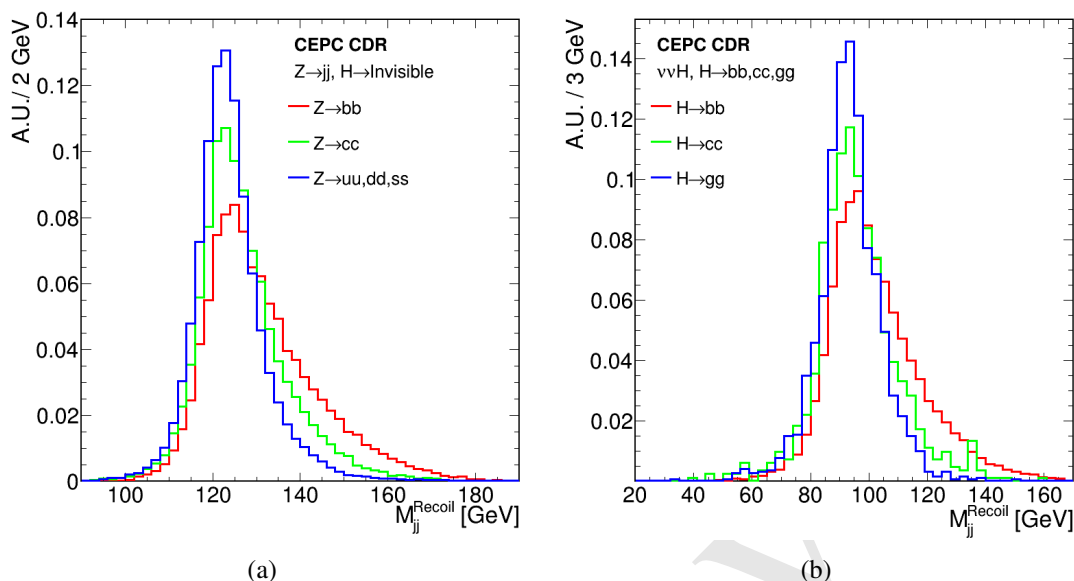 A.U./ 2 GeV
0.14
0.12
0.1
0.08
0.06
0.04
0.02
0
100 120 140 160 180
M_jj^Recoil [GeV]
CEPC CDR
Z→jj, H→Invisible
Z→bb
Z→cc
Z→uu,dd,ss
(a)
A.U. / 3 GeV
0.14
0.12
0.1
0.08
0.06
0.04
0.02
20 40 60 80 100 120 140 160
M_jj^Recoil [GeV]
CEPC CDR
ννH, H→bb,cc,gg
H→bb
H→cc
H→gg
(b)